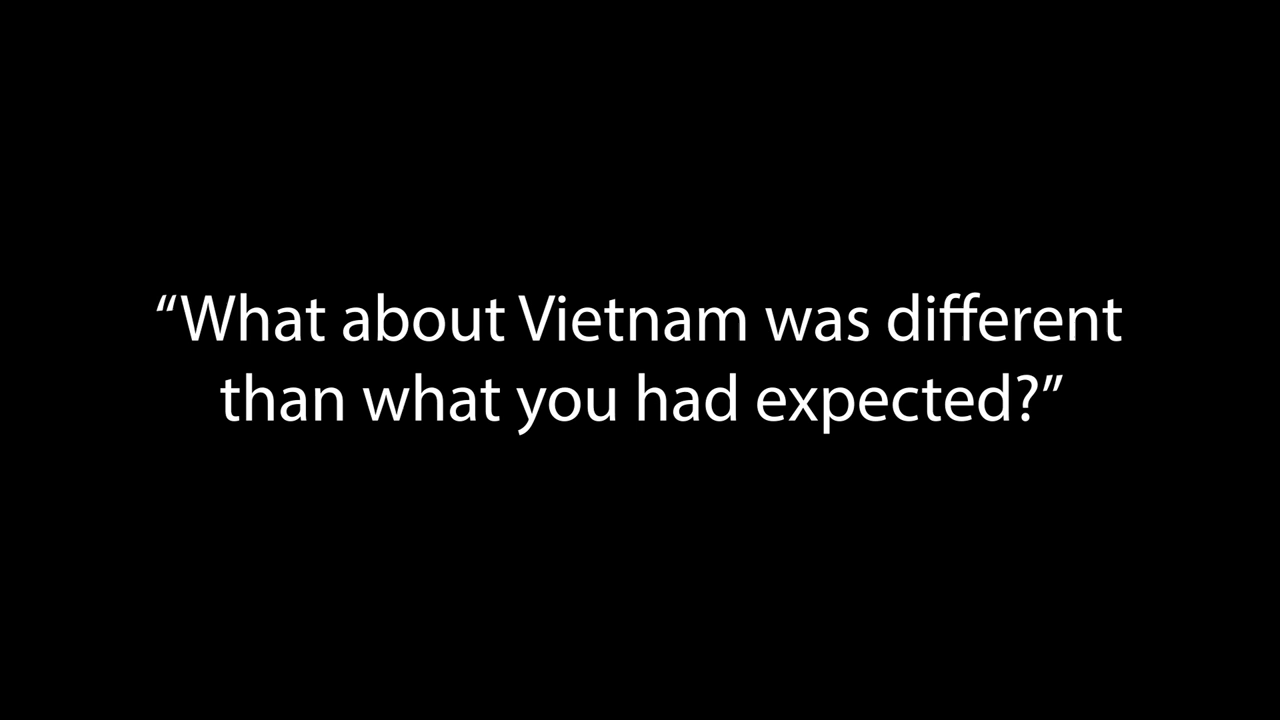 “What about Vietnam was different
than what you had expected?”